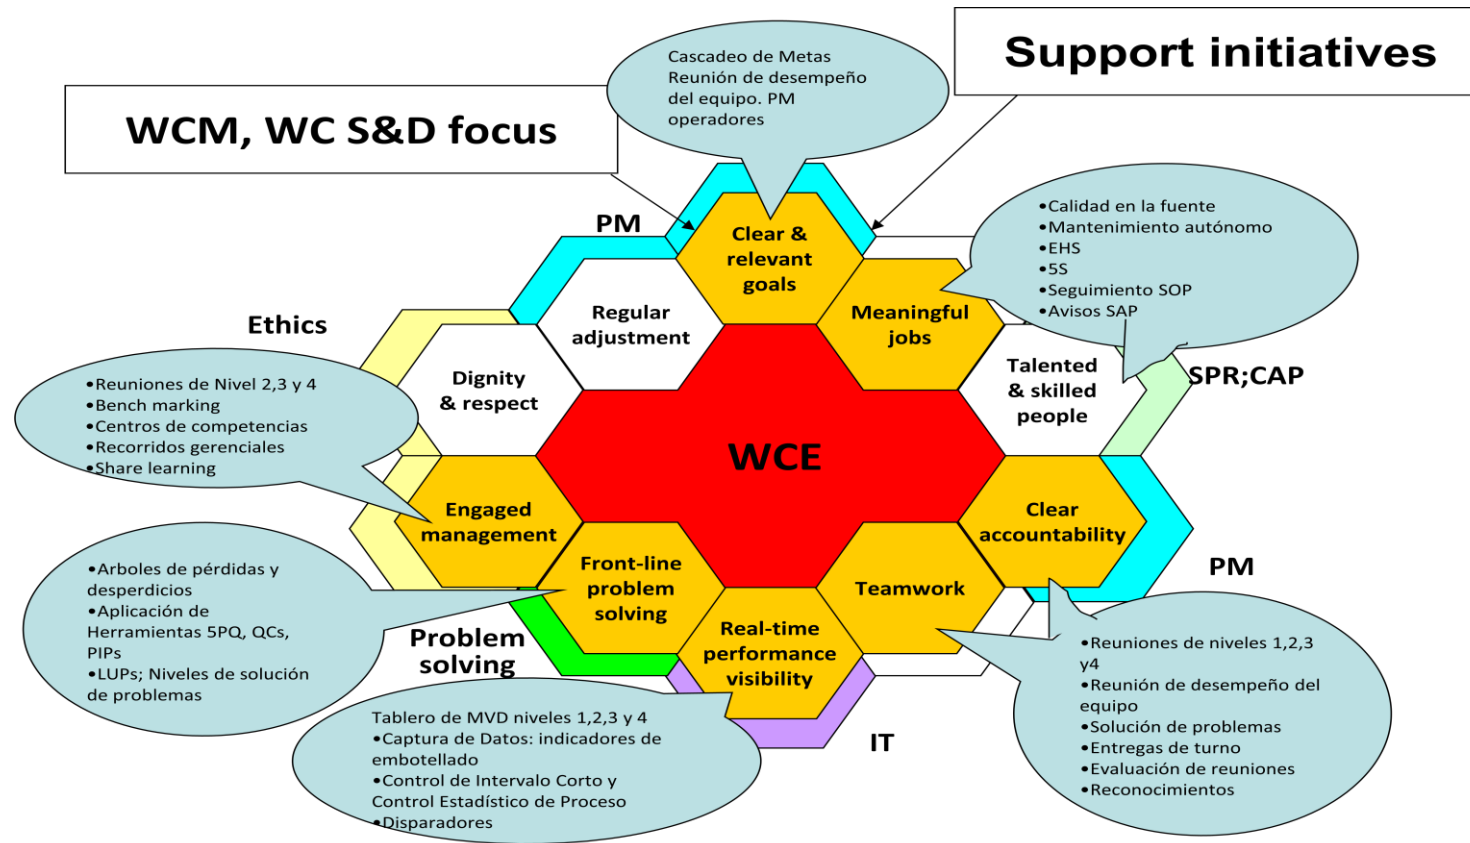 Support initiatives
WCM, WC S&D focus
Cascadeo de Metas
Reunión de desempeño
del equipo. PM
operadores
•Calidad en la fuente
•Mantenimiento autónomo
•EHS
•5S
•Seguimiento SOP
•Avisos SAP
PM
Clear &
relevant
goals
Regular
adjustment
Meaningful
jobs
Ethics
Dignity
& respect
Talented
& skilled
people
SPR;CAP
•Reuniones de Nivel 2,3 y 4
•Bench marking
•Centros de competencias
•Recorridos gerenciales
•Share learning
WCE
Engaged
management
Clear
accountability
PM
Front-line
problem
solving
Teamwork
Real-time
performance
visibility
•Arboles de pérdidas y
desperdicios
•Aplicación de
Herramientas 5PQ, QCs,
PIPs
•LUPs; Niveles de solución
de problemas
Problem
solving
IT
Tablero de MVD niveles 1,2,3 y 4
•Captura de Datos: indicadores de
embotellado
•Control de Intervalo Corto y
Control Estadístico de Proceso
•Disparadores
•Reuniones de niveles 1,2,3
y4
•Reunión de desempeño del
equipo
•Solución de problemas
•Entregas de turno
•Evaluación de reuniones
•Reconocimientos